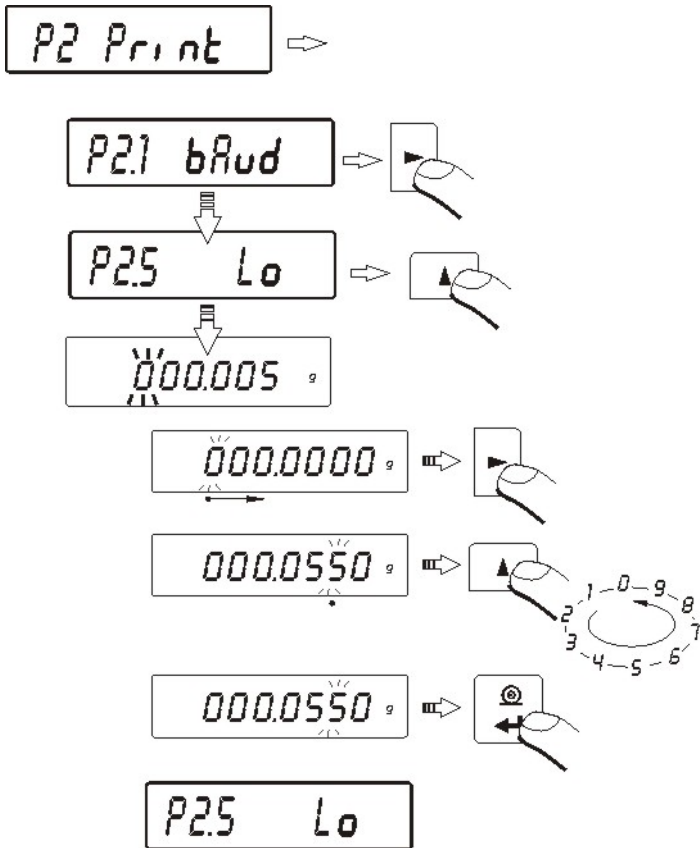 P2 Print
P2.1 bAud
P2.5 Lo
000.005 g
000.0000 g
000.0550 g
0 9 8 7 6 5 4 3 2 1
000.0550 g
P2.5 Lo